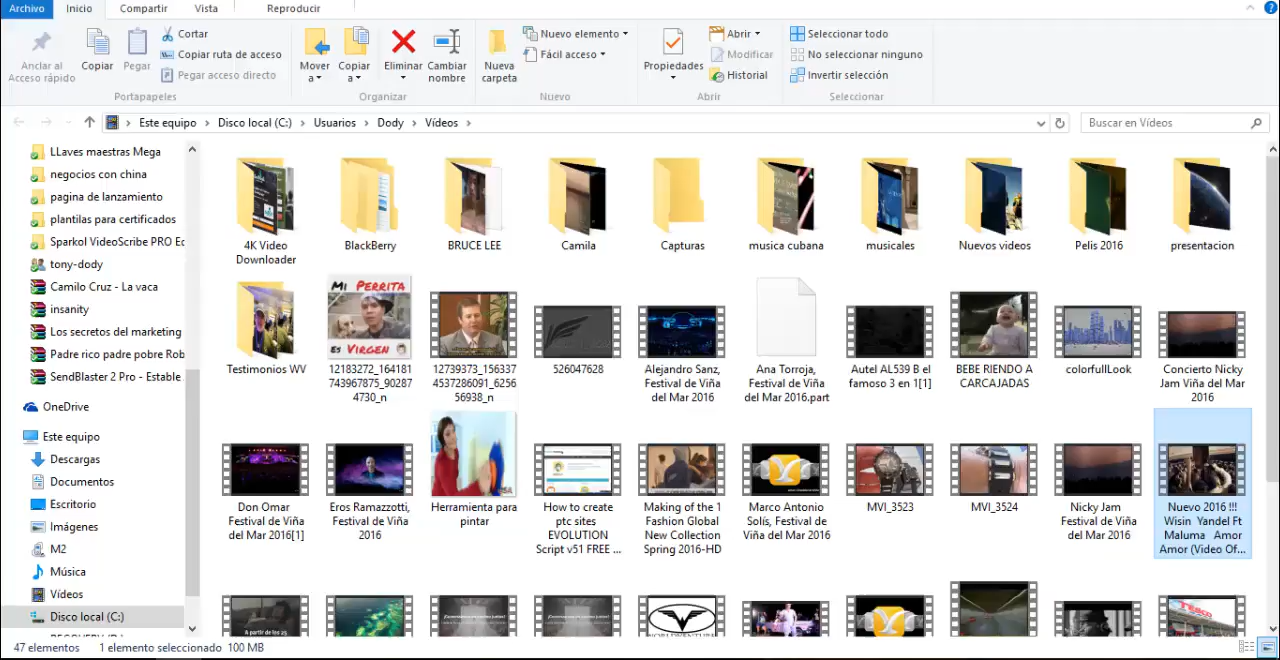 Archivo Inicio Compartir Vista Reproducir
Anclar al
Acceso rápido
Copiar
Pegar
Cortar
Copiar ruta de acceso
Pegar acceso directo
Portapapeles
Mover
a
Copiar
a
Eliminar
Cambiar
nombre
Organizar
Nueva
carpeta
Nuevo elemento
Fácil acceso
Nuevo
Propiedades
Abrir
Modificar
Historial
Abrir
Seleccionar todo
No seleccionar ninguno
Invertir selección
Seleccionar
Este equipo > Disco local (C:) > Usuarios > Dody > Vídeos >
Buscar en Vídeos
LLaves maestras Mega
negocios con china
pagina de lanzamiento
plantilas para certificados
Sparkol VideoScribe PRO Ed
tony-dody
Camilo Cruz - La vaca
insanity
Los secretos del marketing
Padre rico padre pobre Rob
SendBlaster 2 Pro - Estable
OneDrive
Este equipo
Descargas
Documentos
Escritorio
Imágenes
M2
Música
Vídeos
Disco local (C:)
4K Video
Downloader
BlackBerry
BRUCE LEE
Camila
Capturas
musica cubana
musicales
Nuevos videos
Pelis 2016
presentacion
Testimonios WV
MI PERRITA
ES VIRGEN
12183272_164181
743967875_90287
4730_n
12739373_156337
4537286091_6256
56938_n
526047628
Alejandro Sanz,
Festival de Viña
del Mar 2016
Ana Torroja,
Festival de Viña
del Mar 2016.part
Autel AL539 B el
famoso 3 en 1[1]
BEBE RIENDO A
CARCAJADAS
colorfullLook
Concierto Nicky
Jam Viña del Mar
2016
Don Omar
Festival de Viña
del Mar 2016[1]
Eros Ramazzotti,
Festival de Viña
2016
Herramienta para
pintar
How to create
ptc sites
EVOLUTION
Script v51 FREE ...
Making of the 1
Fashion Global
New Collection
Spring 2016-HD
Marco Antonio
Solís, Festival de
Viña del Mar 2016
MVI_3523
MVI_3524
Nicky Jam
Festival de Viña
del Mar 2016
Nuevo 2016 !!!
Wisin Yandel Ft
Maluma Amor
Amor (Video Of...
A partir de los 25
TESCO
47 elementos 1 elemento seleccionado 100 MB